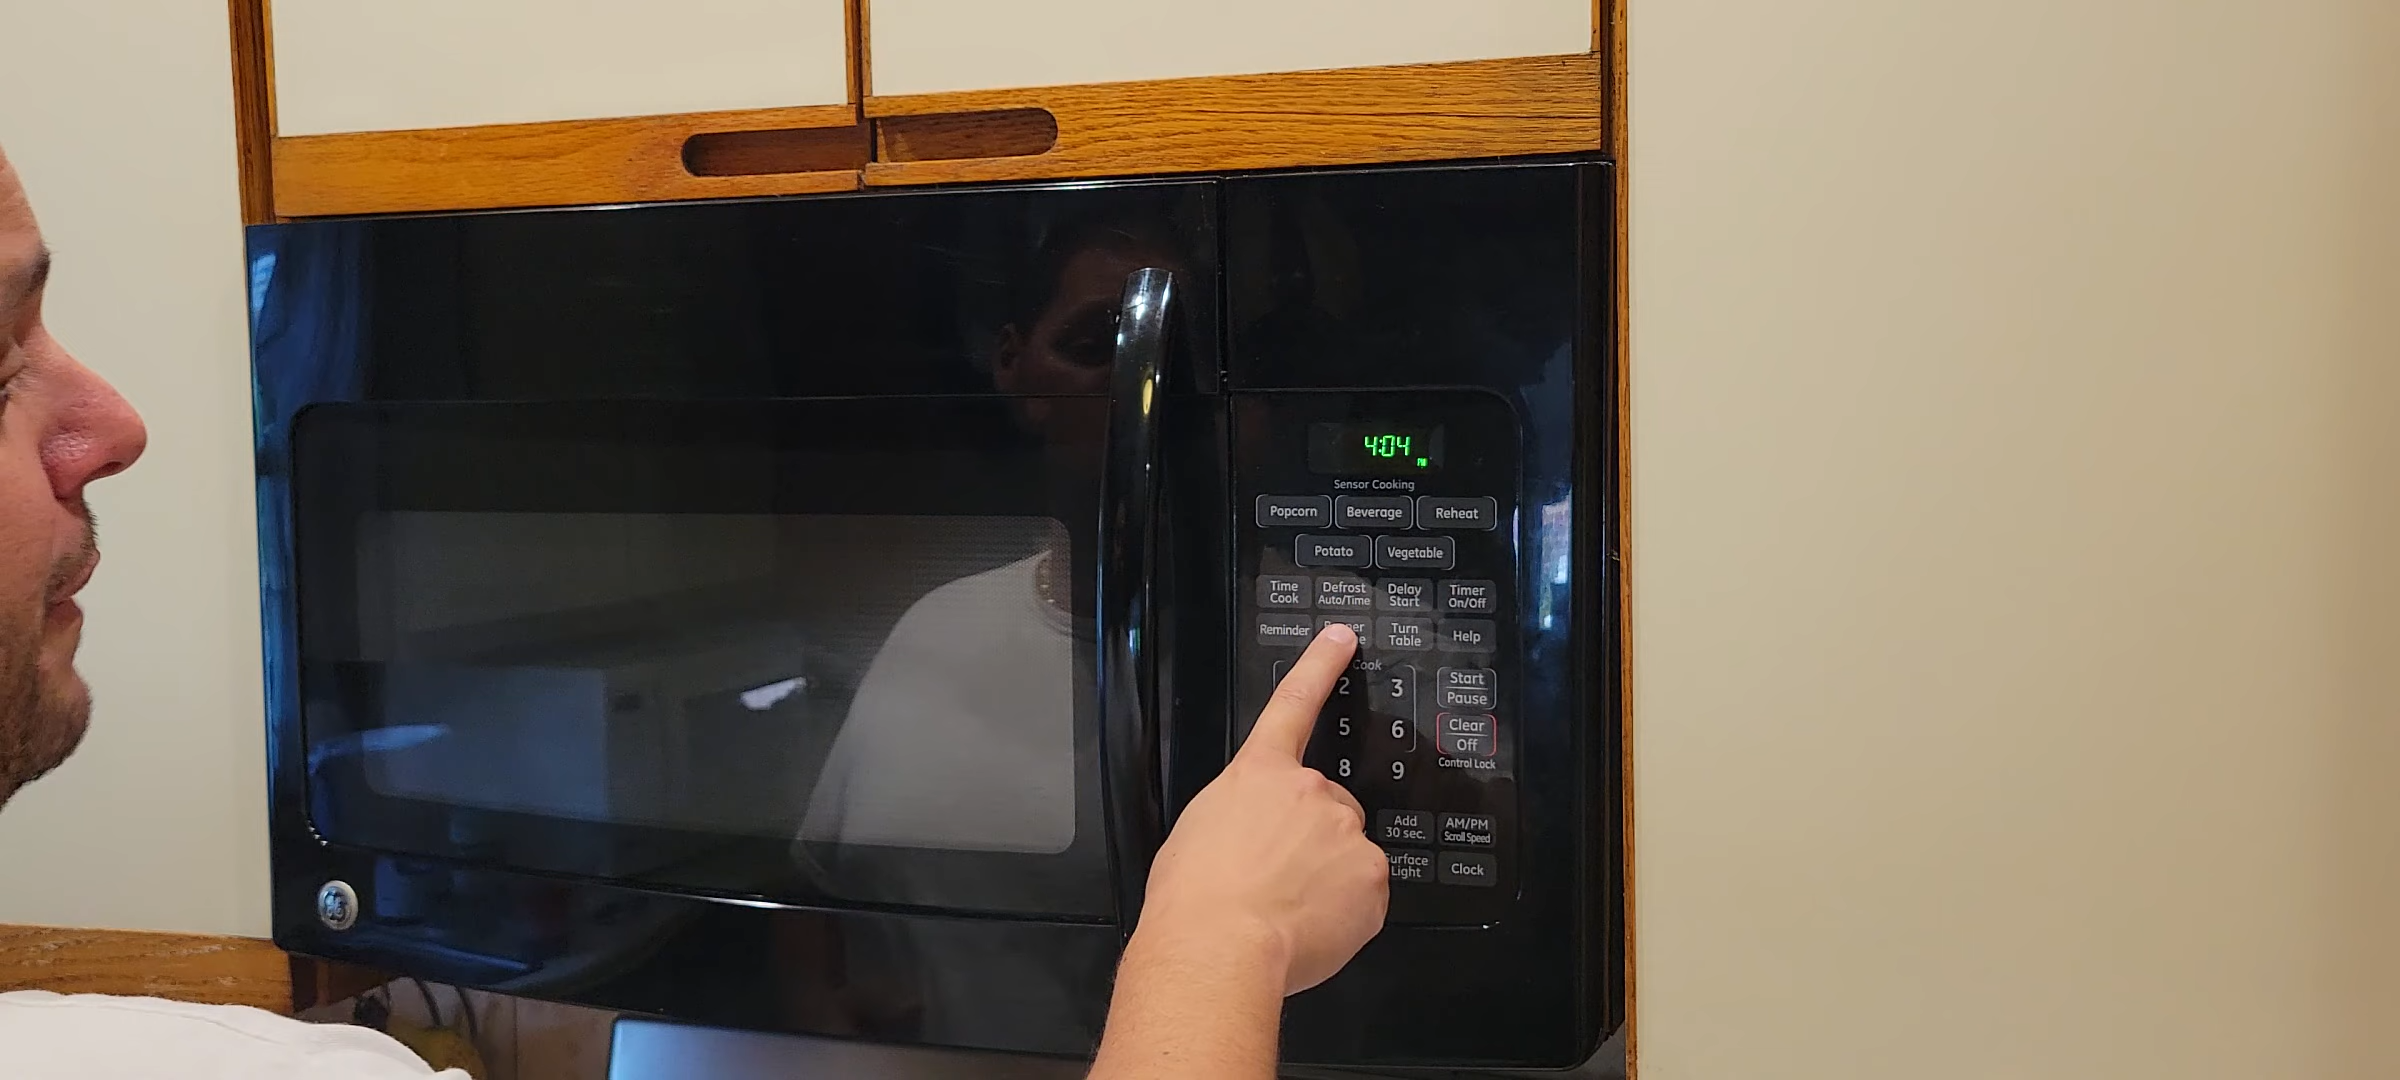 4:04
PM
Sensor Cooking
Popcorn Beverage Reheat
Potato Vegetable
Time Cook Defrost Auto/Time Delay Start Timer On/Off
Reminder Turn Table Help
Cook
2 3 Start Pause
5 6 Clear Off
8 9 Control Lock
Add 30 sec. AM/PM Scroll Speed
Light Clock
GE